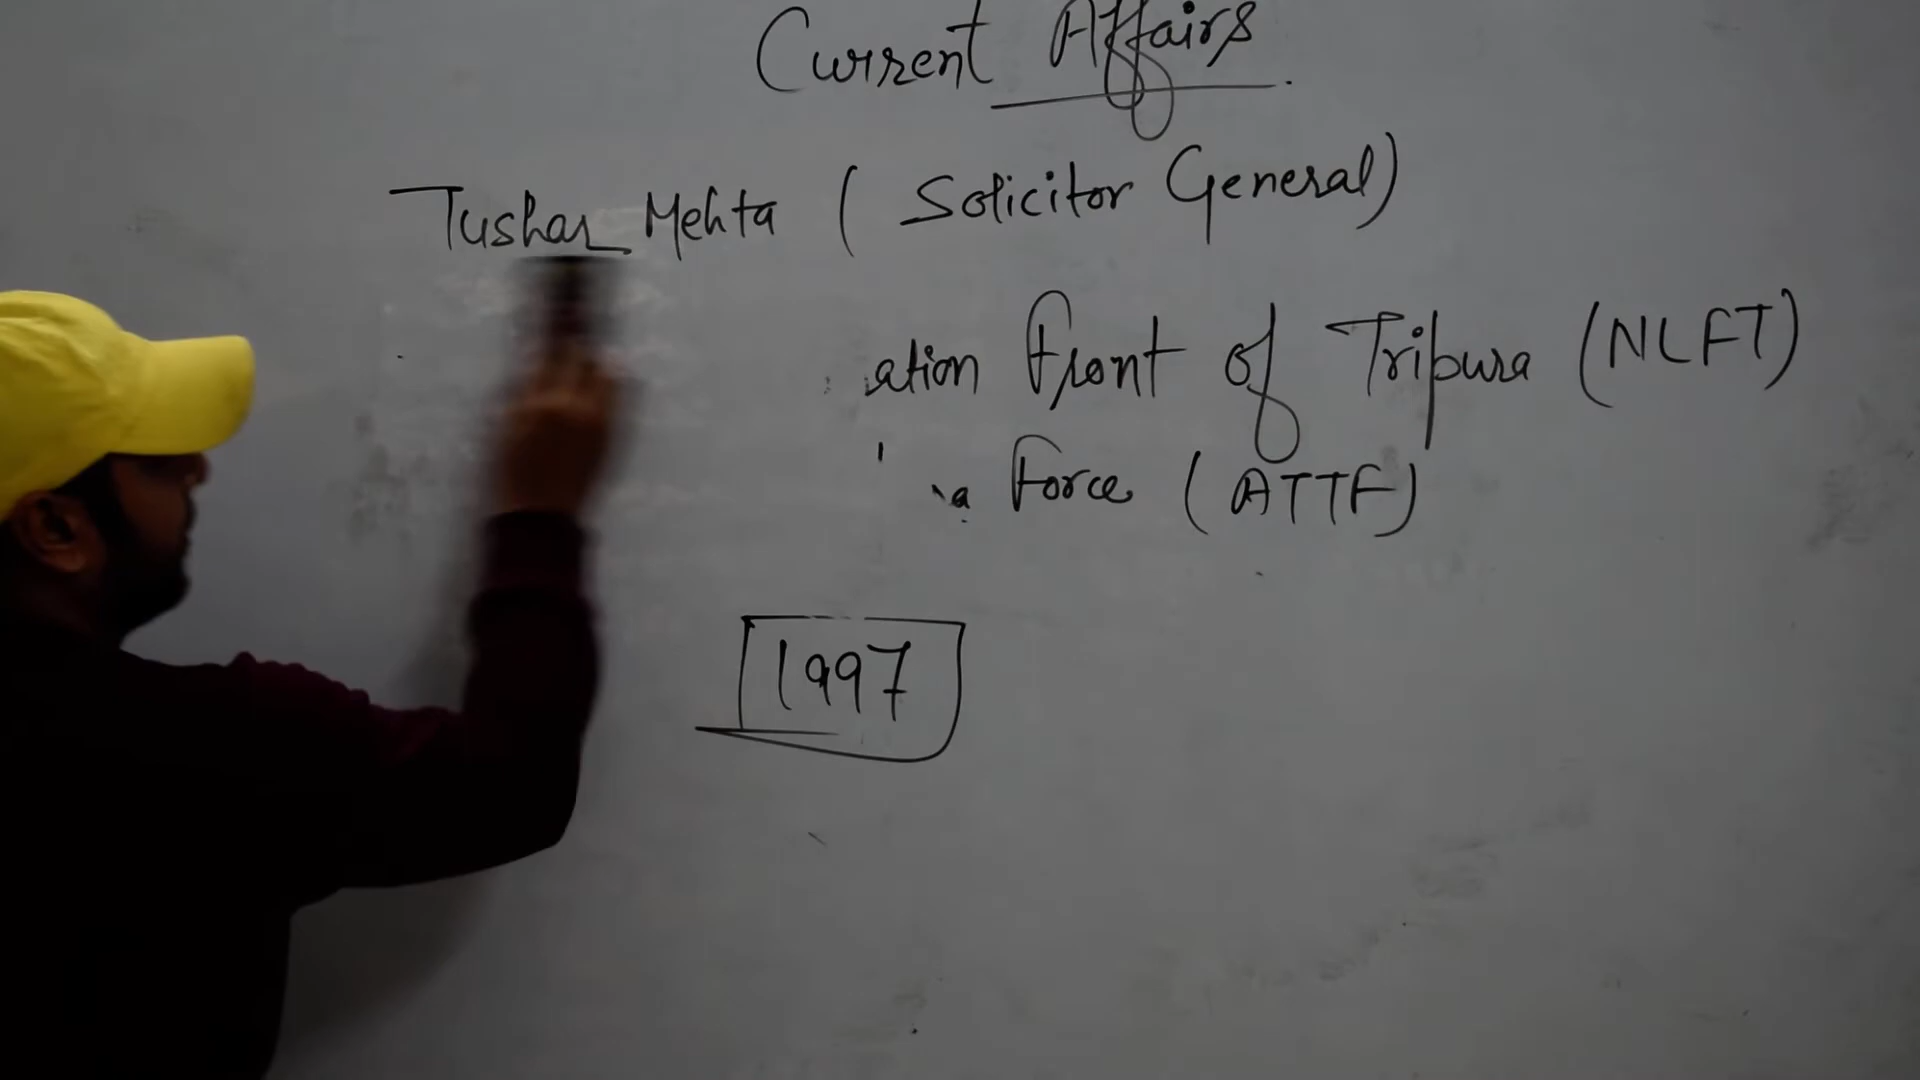 Current Affairs
Tushar Mehta ( Solicitor General)
ation Front of Tripura (NLFT)
a Force (ATTF)
1997